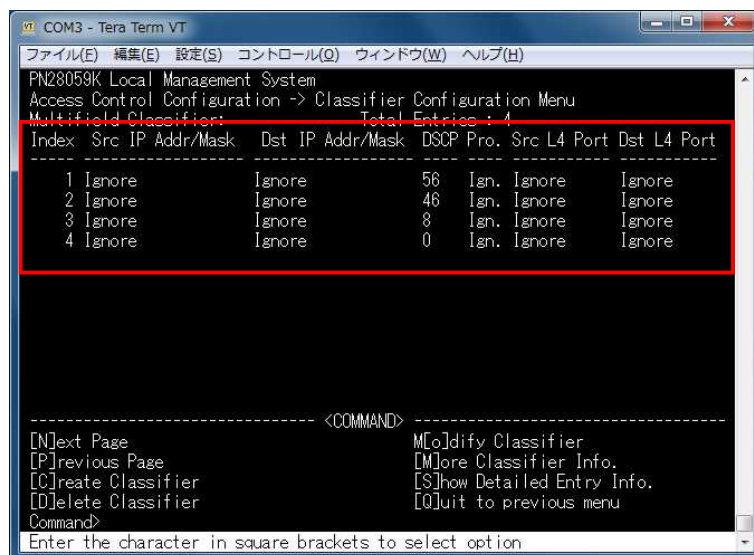 COM3 - Tera Term VT
ファイル(F) 編集(E) 設定(S) コントロール(O) ウィンドウ(W) ヘルプ(H)
PN28059K Local Management System
Access Control Configuration -> Classifier Configuration Menu
Multifield Classifier: Total Entries : 4
Index Src IP Addr/Mask Dst IP Addr/Mask DSCP Pro. Src L4 Port Dst L4 Port
----- ---------------- ---------------- ---- ---- ----------- -----------
1 Ignore Ignore 56 Ign. Ignore Ignore
2 Ignore Ignore 46 Ign. Ignore Ignore
3 Ignore Ignore 8 Ign. Ignore Ignore
4 Ignore Ignore 0 Ign. Ignore Ignore
------------------------------ <COMMAND> ---------------------------------
[N]ext Page M[o]dify Classifier
[P]revious Page [M]ore Classifier Info.
[C]reate Classifier [S]how Detailed Entry Info.
[D]elete Classifier [Q]uit to previous menu
Command>
Enter the character in square brackets to select option